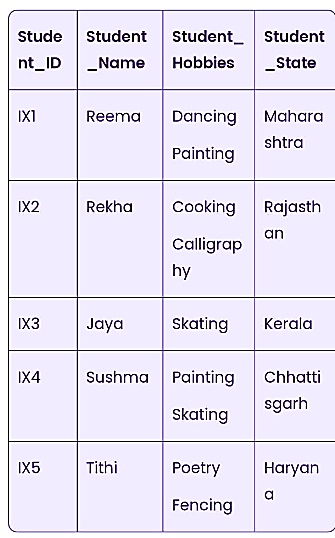 Stude Student Student_ Student
nt_ID _Name Hobbies _State
IX1 Reema Dancing Mahara
shtra
Painting
IX2 Rekha Cooking Rajasth
an
Calligrap
hy
IX3 Jaya Skating Kerala
IX4 Sushma Painting Chhatti
sgarh
Skating
IX5 Tithi Poetry Haryan
a
Fencing